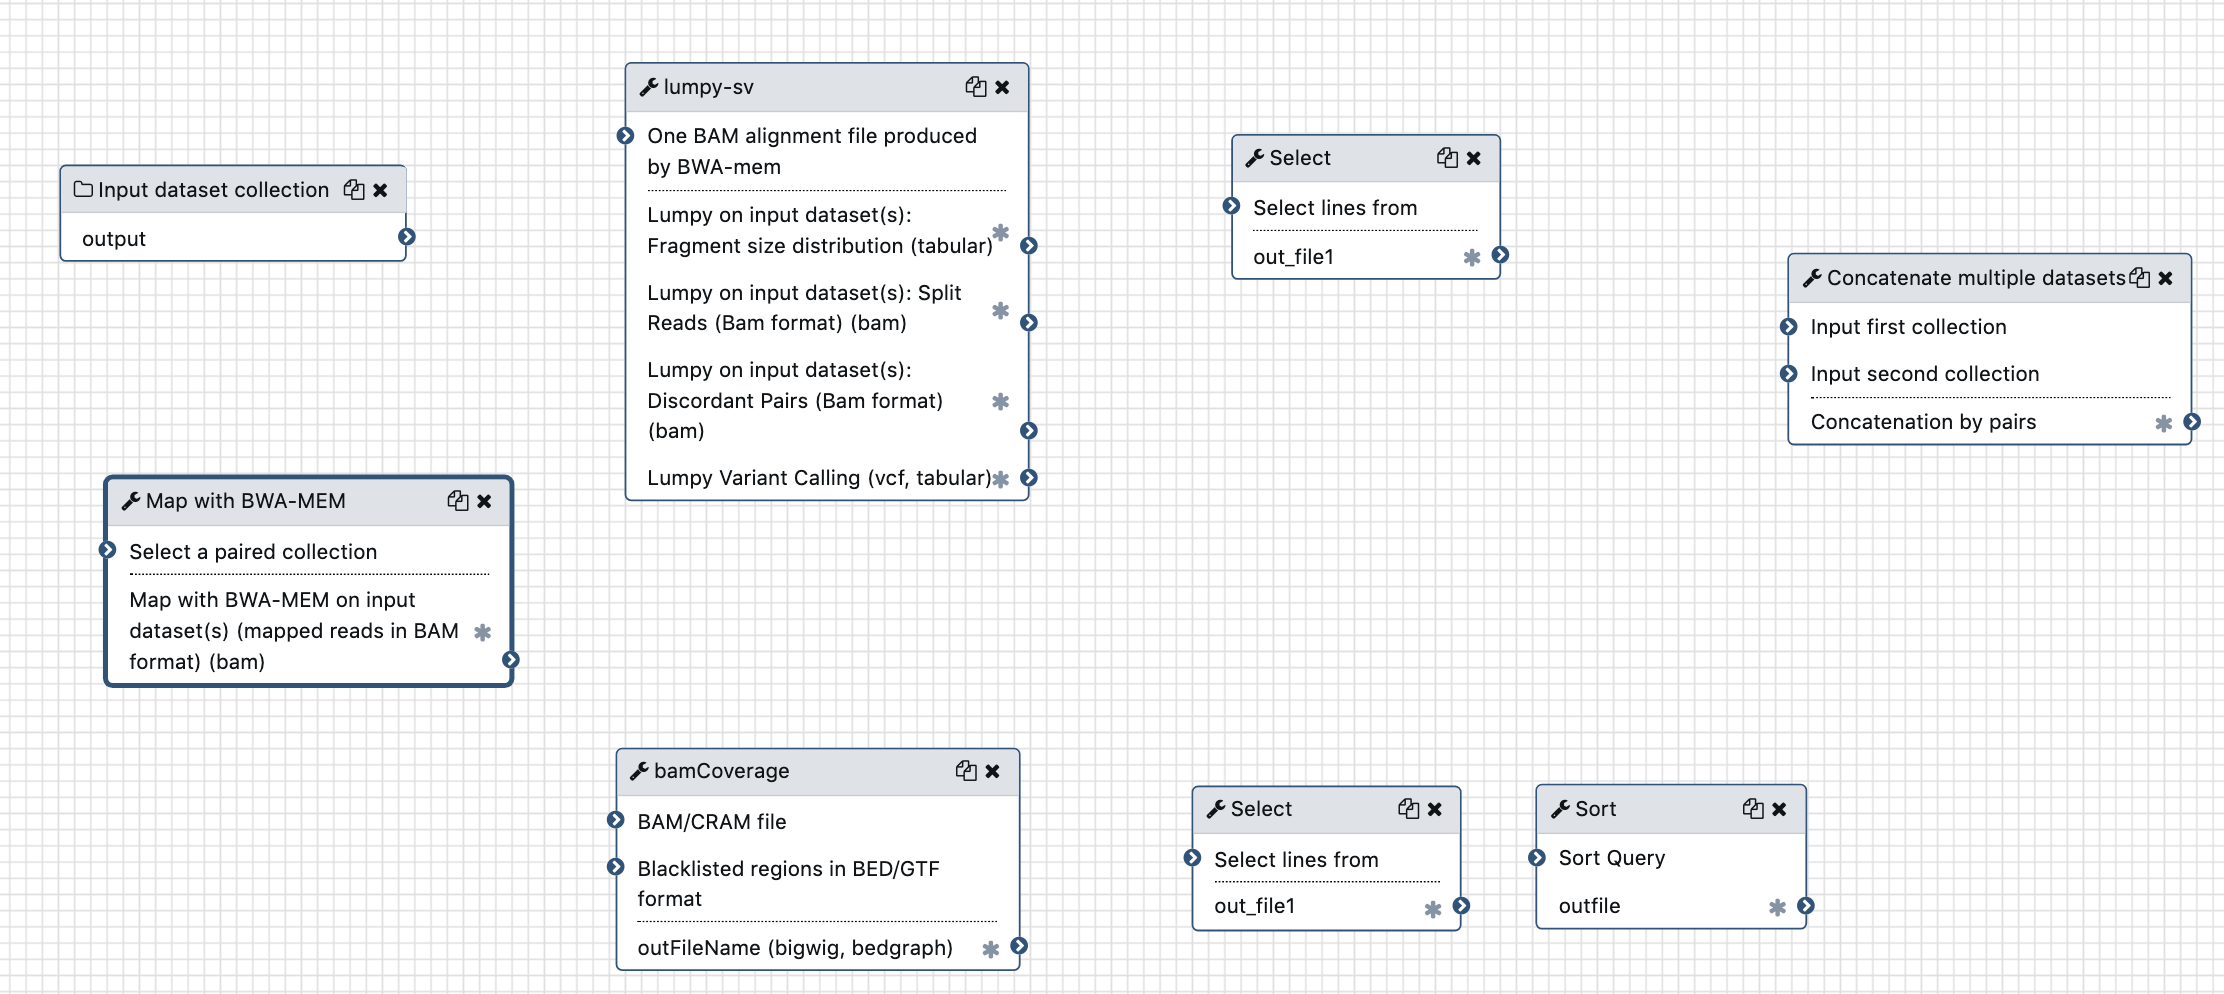 Input dataset collection
output
Map with BWA-MEM
Select a paired collection
Map with BWA-MEM on input
dataset(s) (mapped reads in BAM
format) (bam)
lumpy-sv
One BAM alignment file produced
by BWA-mem
Lumpy on input dataset(s):
Fragment size distribution (tabular)
Lumpy on input dataset(s): Split
Reads (Bam format) (bam)
Lumpy on input dataset(s):
Discordant Pairs (Bam format)
(bam)
Lumpy Variant Calling (vcf, tabular)
bamCoverage
BAM/CRAM file
Blacklisted regions in BED/GTF
format
outFileName (bigwig, bedgraph)
Select
Select lines from
out_file1
Select
Select lines from
out_file1
Sort
Sort Query
outfile
Concatenate multiple datasets
Input first collection
Input second collection
Concatenation by pairs